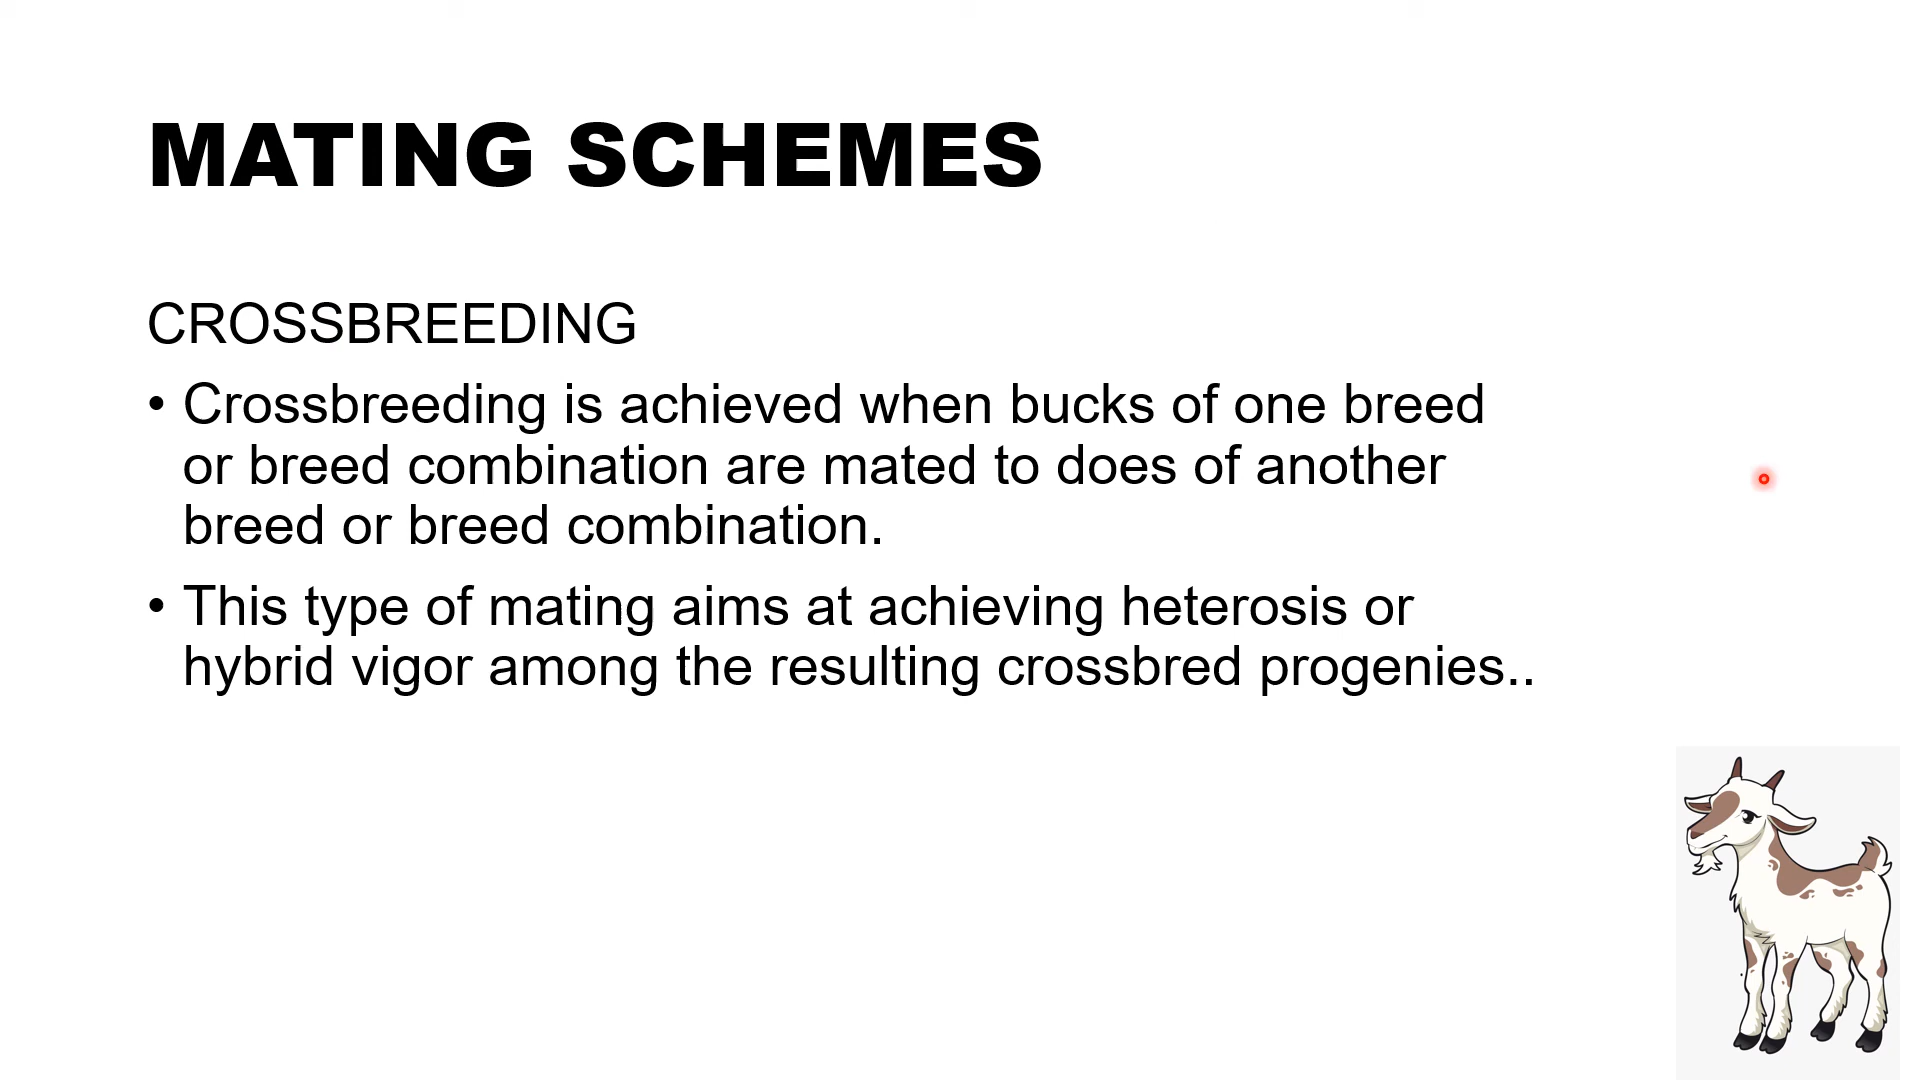 MATING SCHEMES
CROSSBREEDING
• Crossbreeding is achieved when bucks of one breed
or breed combination are mated to does of another
breed or breed combination.
• This type of mating aims at achieving heterosis or
hybrid vigor among the resulting crossbred progenies..